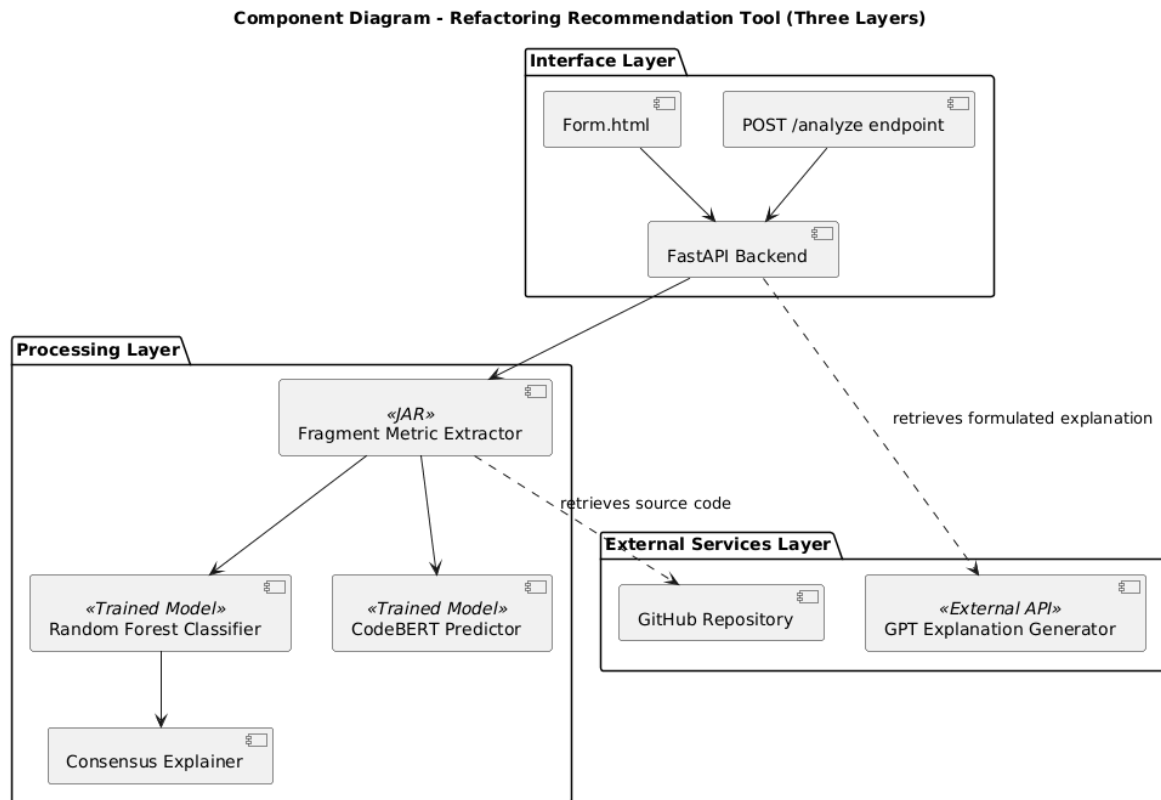 Component Diagram - Refactoring Recommendation Tool (Three Layers)
Interface Layer
Form.html
POST /analyze endpoint
FastAPI Backend
Processing Layer
«JAR»
Fragment Metric Extractor
retrieves formulated explanation
retrieves source code
External Services Layer
«Trained Model»
Random Forest Classifier
«Trained Model»
CodeBERT Predictor
GitHub Repository
«External API»
GPT Explanation Generator
Consensus Explainer